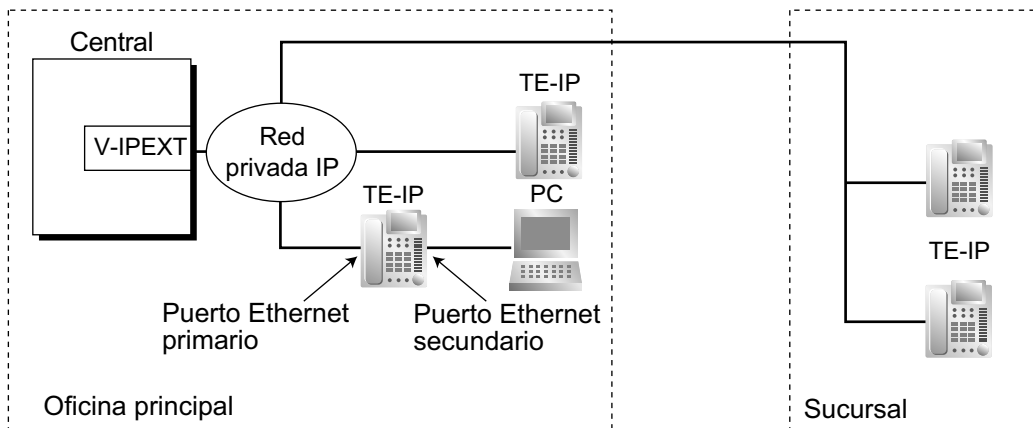 Central
V-IPEXT
Red
privada IP
TE-IP
TE-IP
PC
Puerto Ethernet
primario
Puerto Ethernet
secundario
Oficina principal
TE-IP
Sucursal